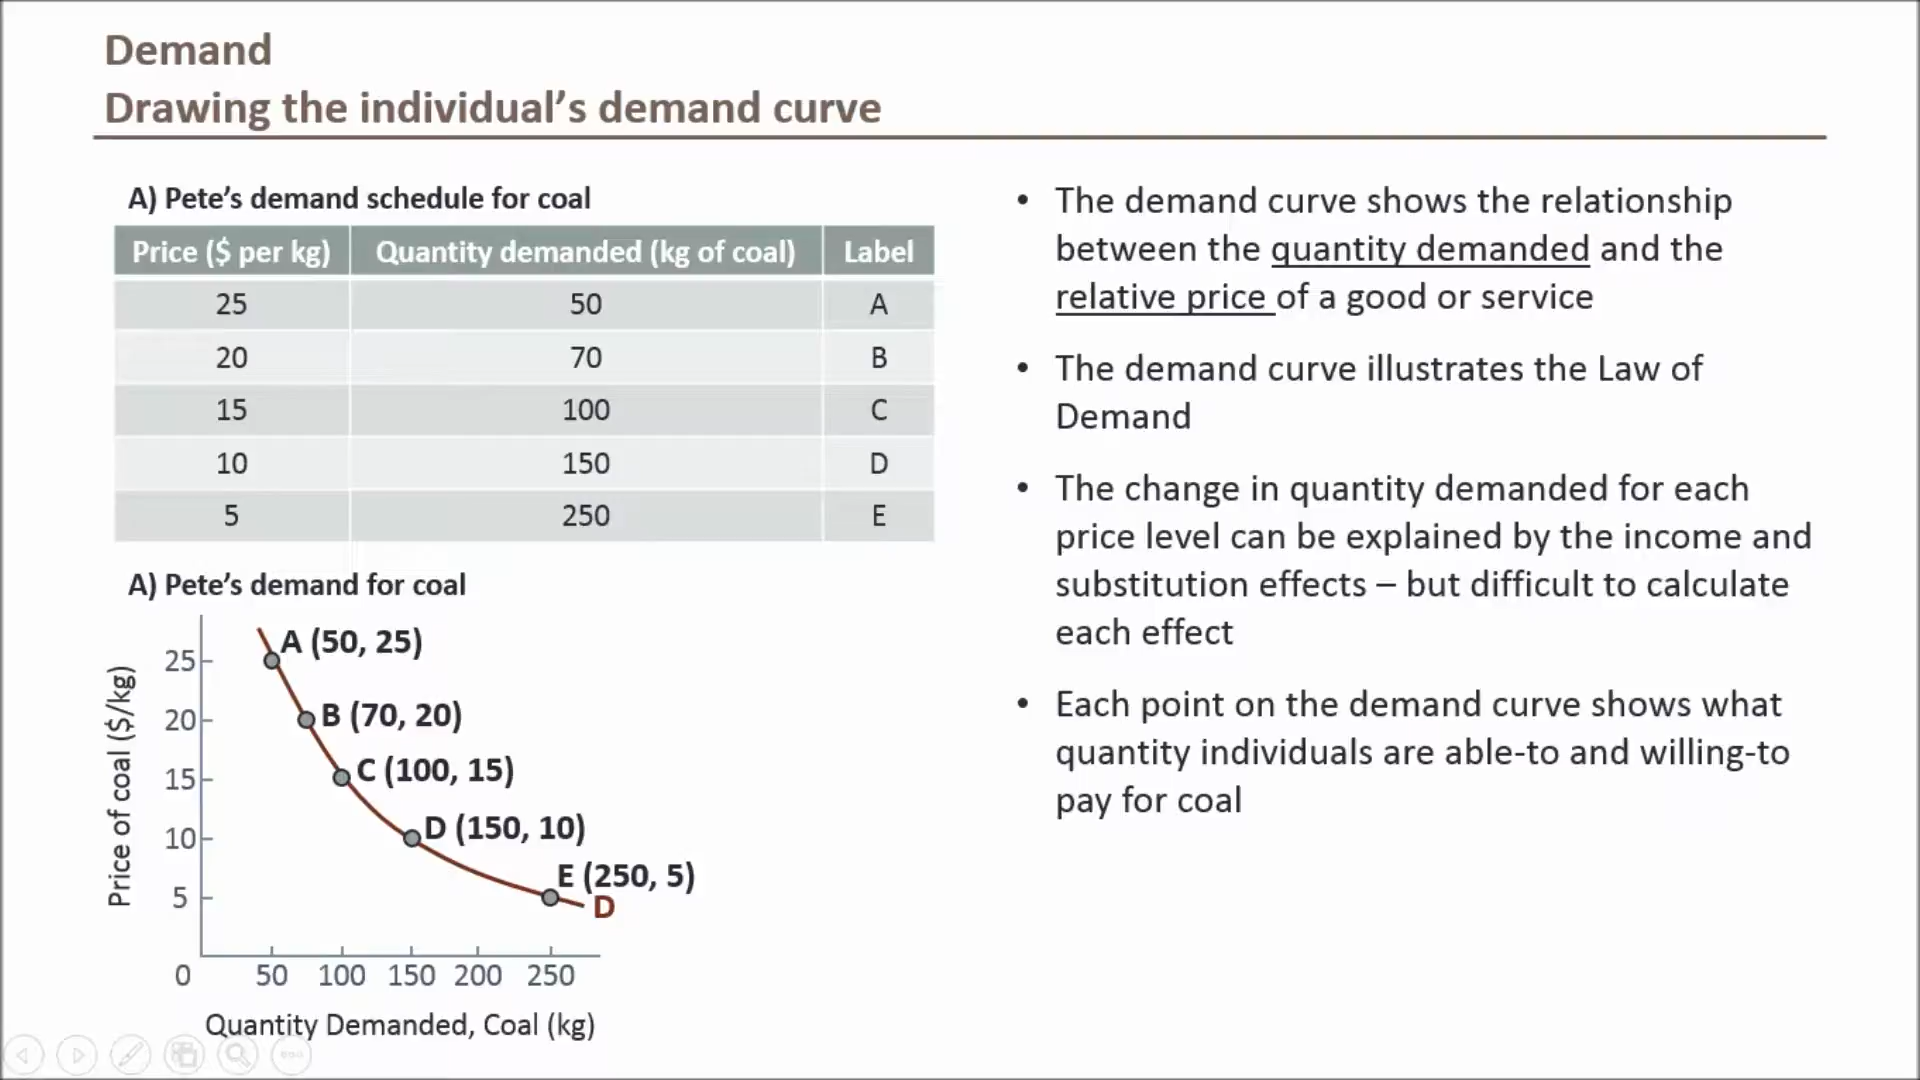 Demand
Drawing the individual’s demand curve
A) Pete’s demand schedule for coal
Price ($ per kg) Quantity demanded (kg of coal) Label
25 50 A
20 70 B
15 100 C
10 150 D
5 250 E
A) Pete’s demand for coal
Price of coal ($/kg)
25
20
15
10
5
A (50, 25)
B (70, 20)
C (100, 15)
D (150, 10)
E (250, 5)
D
0 50 100 150 200 250
Quantity Demanded, Coal (kg)
• The demand curve shows the relationship
between the quantity demanded and the
relative price of a good or service
• The demand curve illustrates the Law of
Demand
• The change in quantity demanded for each
price level can be explained by the income and
substitution effects – but difficult to calculate
each effect
• Each point on the demand curve shows what
quantity individuals are able-to and willing-to
pay for coal